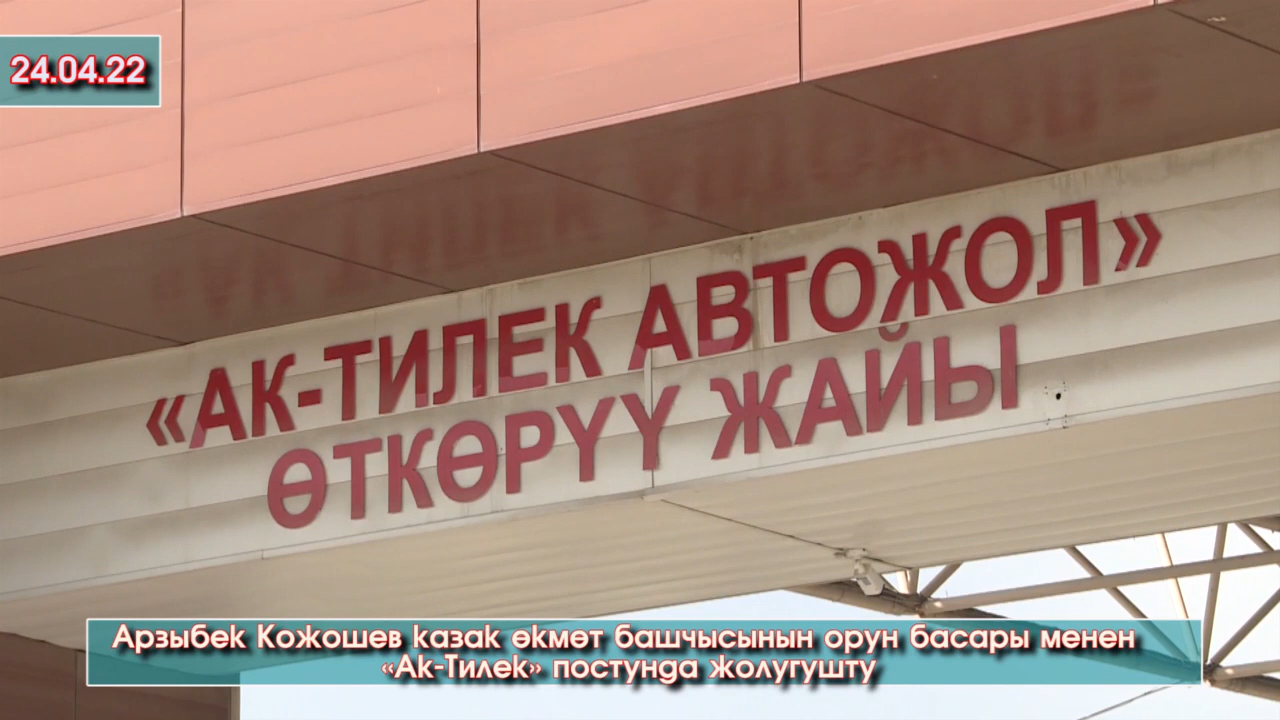 24.04.22
«АК-ТИЛЕК АВТОЖОЛ»
ӨТКӨРҮҮ ЖАЙЫ
Арзыбек Кожошев казак өкмөт башчысынын орун басары менен
«Ак-Тилек» постунда жолугушту